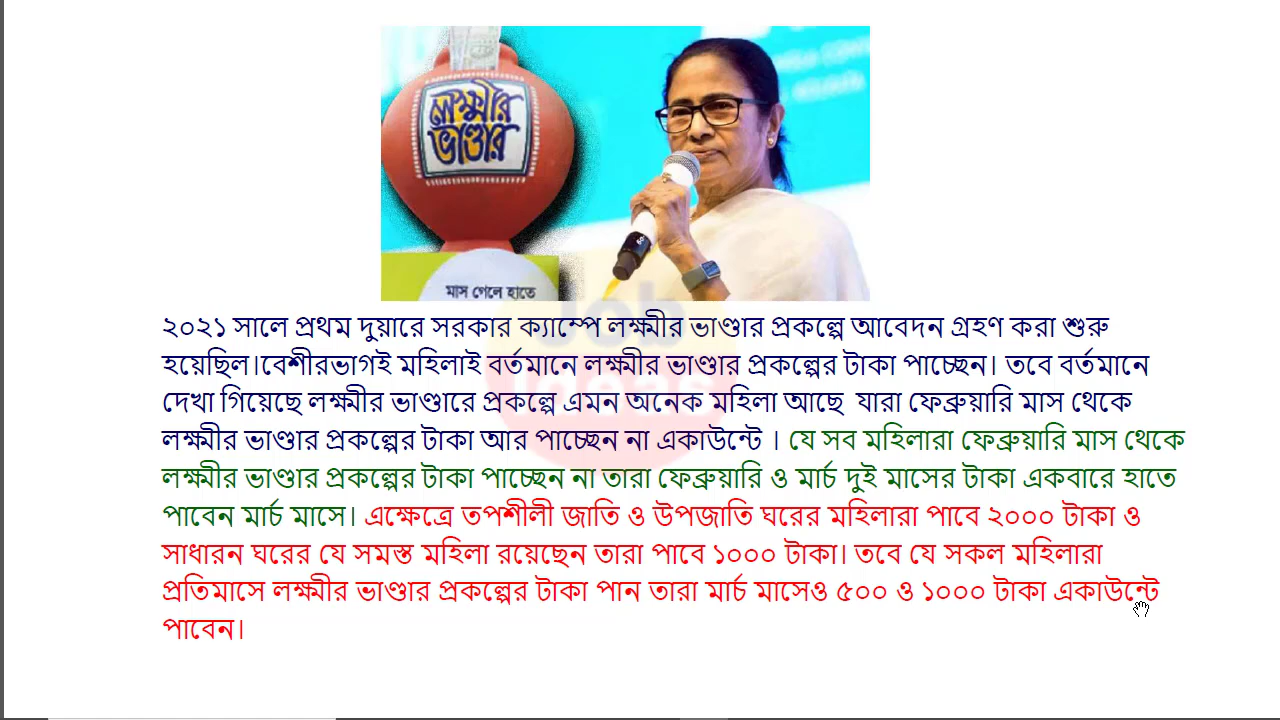 লক্ষ্মীর
ভাণ্ডার
মাস গেলে হাতে
Job
Ideas
২০২১ সালে প্রথম দুয়ারে সরকার ক্যাম্পে লক্ষ্মীর ভাণ্ডার প্রকল্পে আবেদন গ্রহণ করা শুরু
হয়েছিল।বেশীরভাগই মহিলাই বর্তমানে লক্ষ্মীর ভাণ্ডার প্রকল্পের টাকা পাচ্ছেন। তবে বর্তমানে
দেখা গিয়েছে লক্ষ্মীর ভাণ্ডারে প্রকল্পে এমন অনেক মহিলা আছে যারা ফেব্রুয়ারি মাস থেকে
লক্ষ্মীর ভাণ্ডার প্রকল্পের টাকা আর পাচ্ছেন না একাউন্টে । যে সব মহিলারা ফেব্রুয়ারি মাস থেকে
লক্ষ্মীর ভাণ্ডার প্রকল্পের টাকা পাচ্ছেন না তারা ফেব্রুয়ারি ও মার্চ দুই মাসের টাকা একবারে হাতে
পাবেন মার্চ মাসে। এক্ষেত্রে তপশীলী জাতি ও উপজাতি ঘরের মহিলারা পাবে ২০০০ টাকা ও
সাধারন ঘরের যে সমস্ত মহিলা রয়েছেন তারা পাবে ১০০০ টাকা। তবে যে সকল মহিলারা
প্রতিমাসে লক্ষ্মীর ভাণ্ডার প্রকল্পের টাকা পান তারা মার্চ মাসেও ৫০০ ও ১০০০ টাকা একাউন্টে
পাবেন।